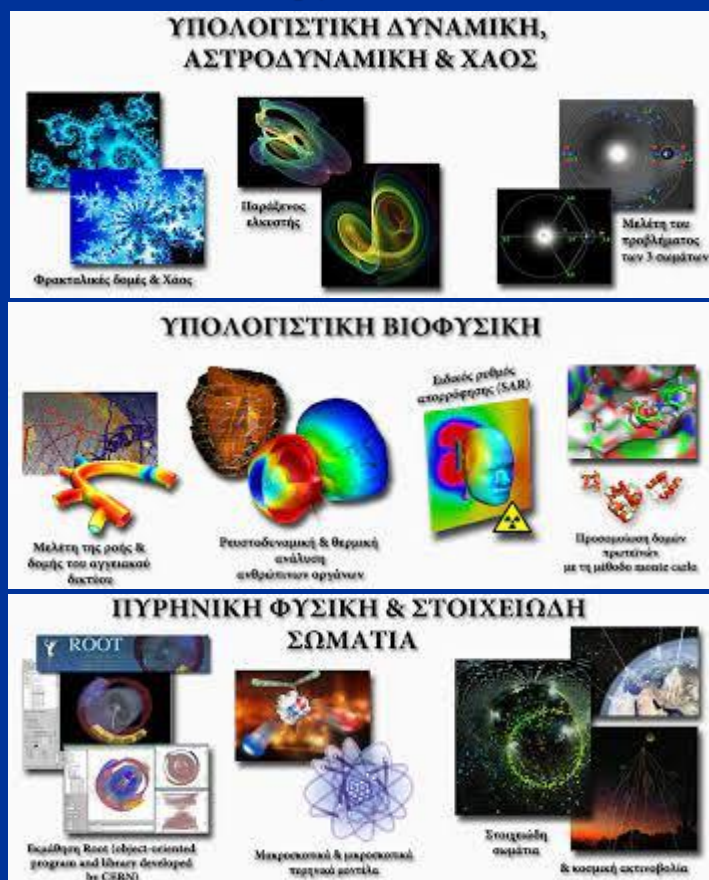 ΥΠΟΛΟΓΙΣΤΙΚΗ ΔΥΝΑΜΙΚΗ,
ΑΣΤΡΟΔΥΝΑΜΙΚΗ & ΧΑΟΣ
Φρακταλικές δομές & Χάος
Παράξενος
ελκυστής
Μελέτη του
προβλήματος
των 3 σωμάτων
ΥΠΟΛΟΓΙΣΤΙΚΗ ΒΙΟΦΥΣΙΚΗ
Μελέτη της ροής &
δομής του αγγειακού
δικτύου
Ρευστοδυναμική & θερμική
ανάλυση
ανθρώπινων οργάνων
Ειδικός ρυθμός
απορρόφησης (SAR)
Προσομοίωση δομών
πρωτεϊνών
με τη μέθοδο monte carlo
ΠΥΡΗΝΙΚΗ ΦΥΣΙΚΗ & ΣΤΟΙΧΕΙΩΔΗ
ΣΩΜΑΤΙΑ
ROOT
Εκμάθηση Root (object-oriented
program and library developed
by CERN)
Μακροσκοπικά & μικροσκοπικά
πυρηνικά μοντέλα
Στοιχειώδη
σωμάτια
& κοσμική ακτινοβολία